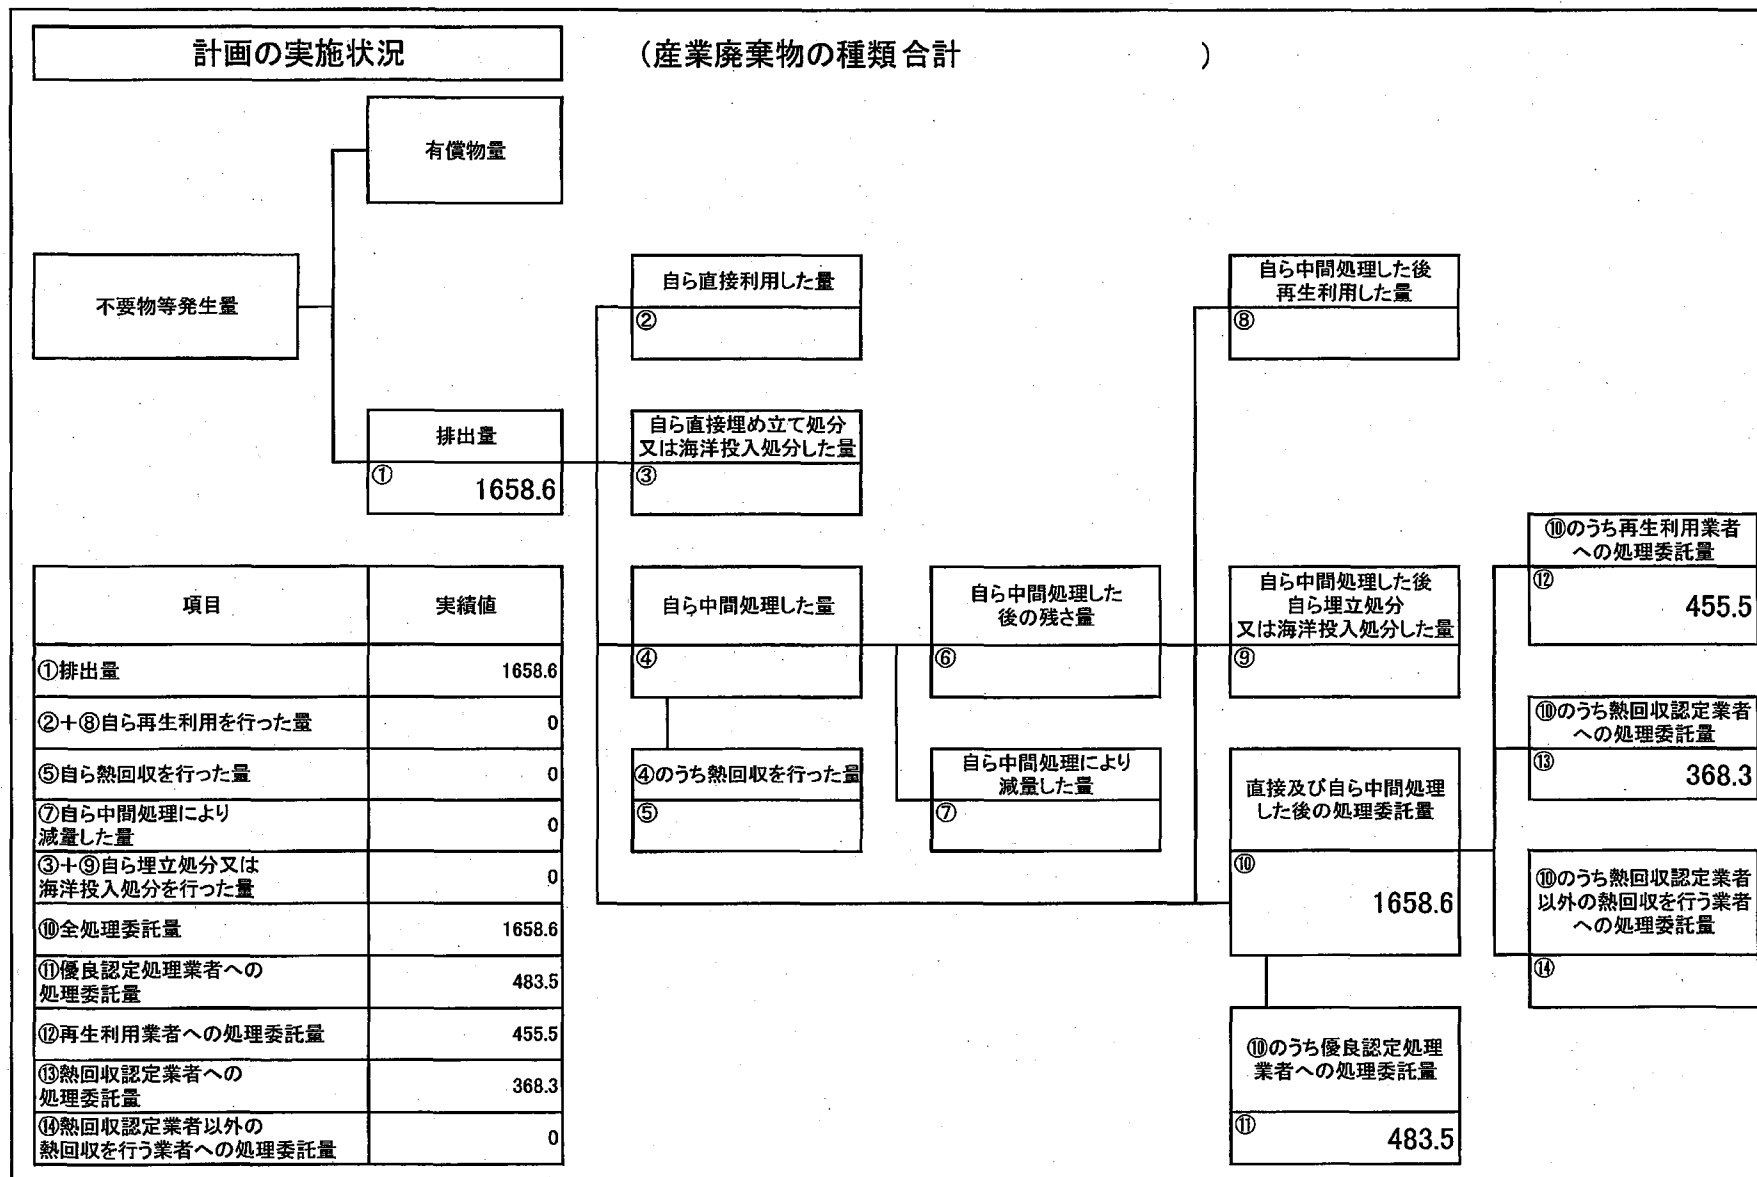 計画の実施状況
(産業廃棄物の種類合計 )
有償物量
不要物等発生量
排出量
① 1658.6
自ら直接利用した量
②
自ら直接埋め立て処分
又は海洋投入処分した量
③
自ら中間処理した量
④
④のうち熱回収を行った量
⑤
自ら中間処理した
後の残さ量
⑥
自ら中間処理により
減量した量
⑦
自ら中間処理した後
再生利用した量
⑧
自ら中間処理した後
自ら埋立処分
又は海洋投入処分した量
⑨
直接及び自ら中間処理
した後の処理委託量
⑩
1658.6
⑩のうち優良認定処理
業者への処理委託量
⑪
483.5
⑩のうち再生利用業者
への処理委託量
⑫
455.5
⑩のうち熱回収認定業者
への処理委託量
⑬
368.3
⑩のうち熱回収認定業者
以外の熱回収を行う業者
への処理委託量
⑭
項目 実績値
①排出量 1658.6
②+⑧自ら再生利用を行った量 0
⑤自ら熱回収を行った量 0
⑦自ら中間処理により
減量した量 0
③+⑨自ら埋立処分又は
海洋投入処分を行った量 0
⑩全処理委託量 1658.6
⑪優良認定処理業者への
処理委託量 483.5
⑫再生利用業者への処理委託量 455.5
⑬熱回収認定業者への
処理委託量 368.3
⑭熱回収認定業者以外の
熱回収を行う業者への処理委託量 0